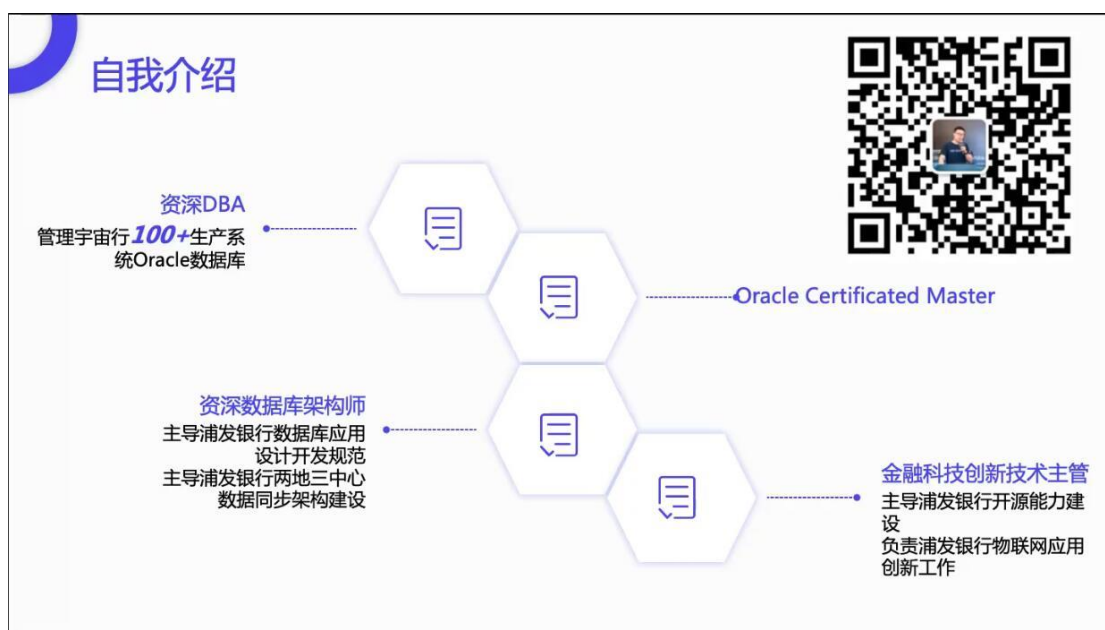 自我介绍
资深DBA
管理宇宙行100+生产系
统Oracle数据库
Oracle Certificated Master
资深数据库架构师
主导浦发银行数据库应用
设计开发规范
主导浦发银行两地三中心
数据同步架构建设
金融科技创新技术主管
主导浦发银行开源能力建
设
负责浦发银行物联网应用
创新工作